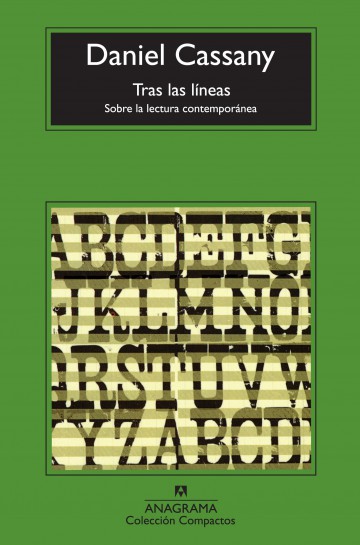 Daniel Cassany
Tras las líneas
Sobre la lectura contemporánea
ABCDEFG
JKLMNO
RSTUVW
YZABCD
ANAGRAMA
Colección Compactos